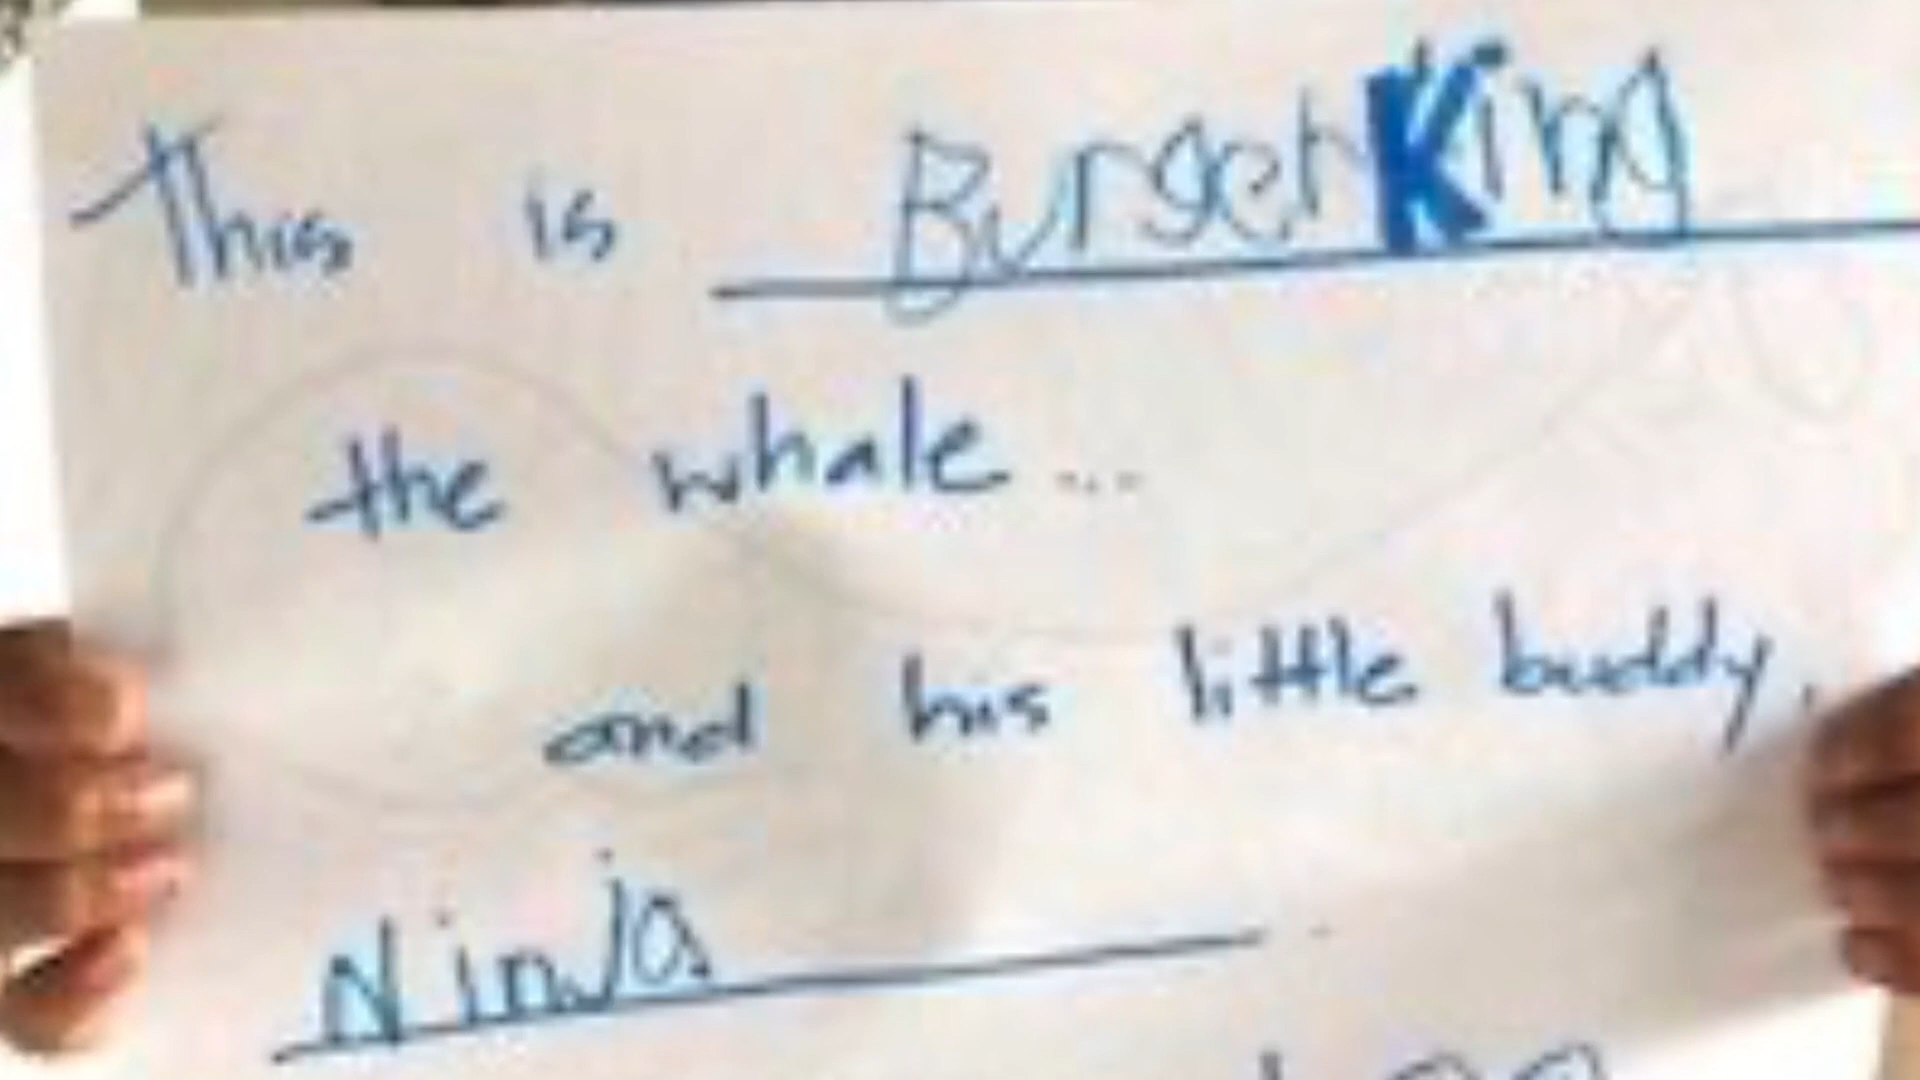 This is BurgerKing
the whale...
and his little buddy,
Ninja.